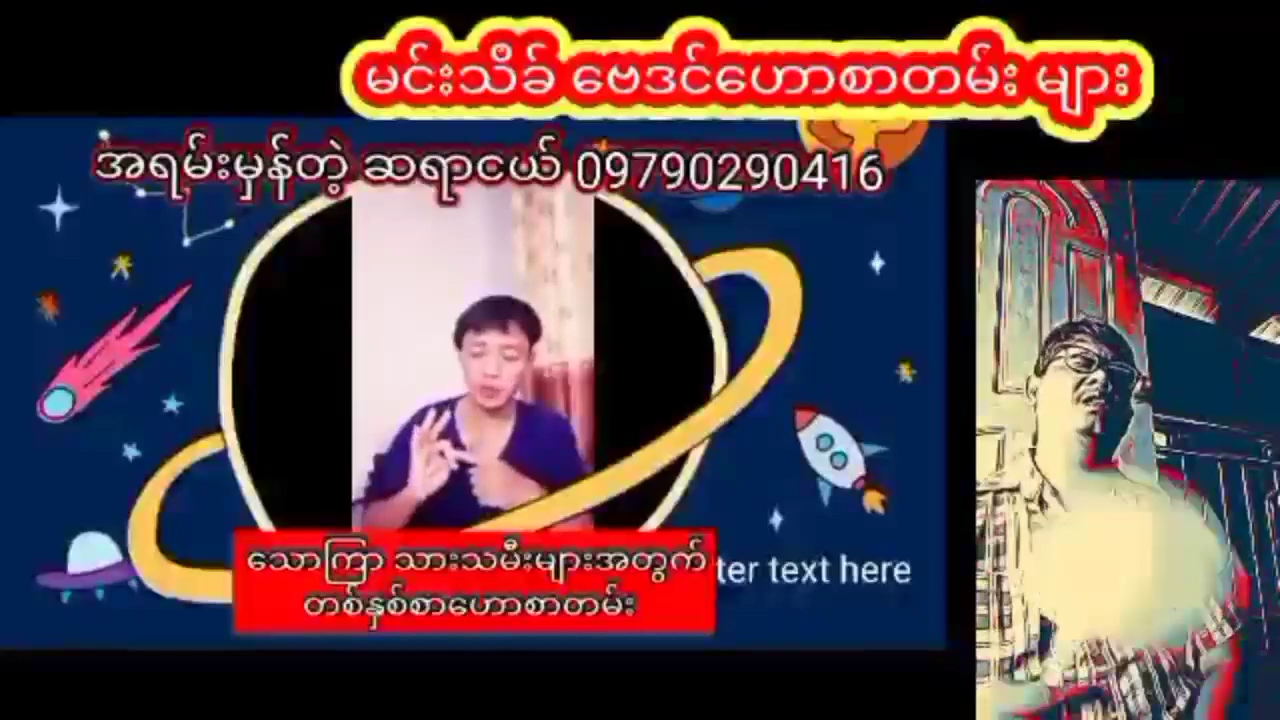 မင်းသိခ် ဗေဒင်ဟောစာတမ်း များ
အရမ်းမှန်တဲ့ ဆရာငယ် 09790290416
သောကြာ သားသမီးများအတွက်
တစ်နှစ်စာဟောစာတမ်း
ter text here